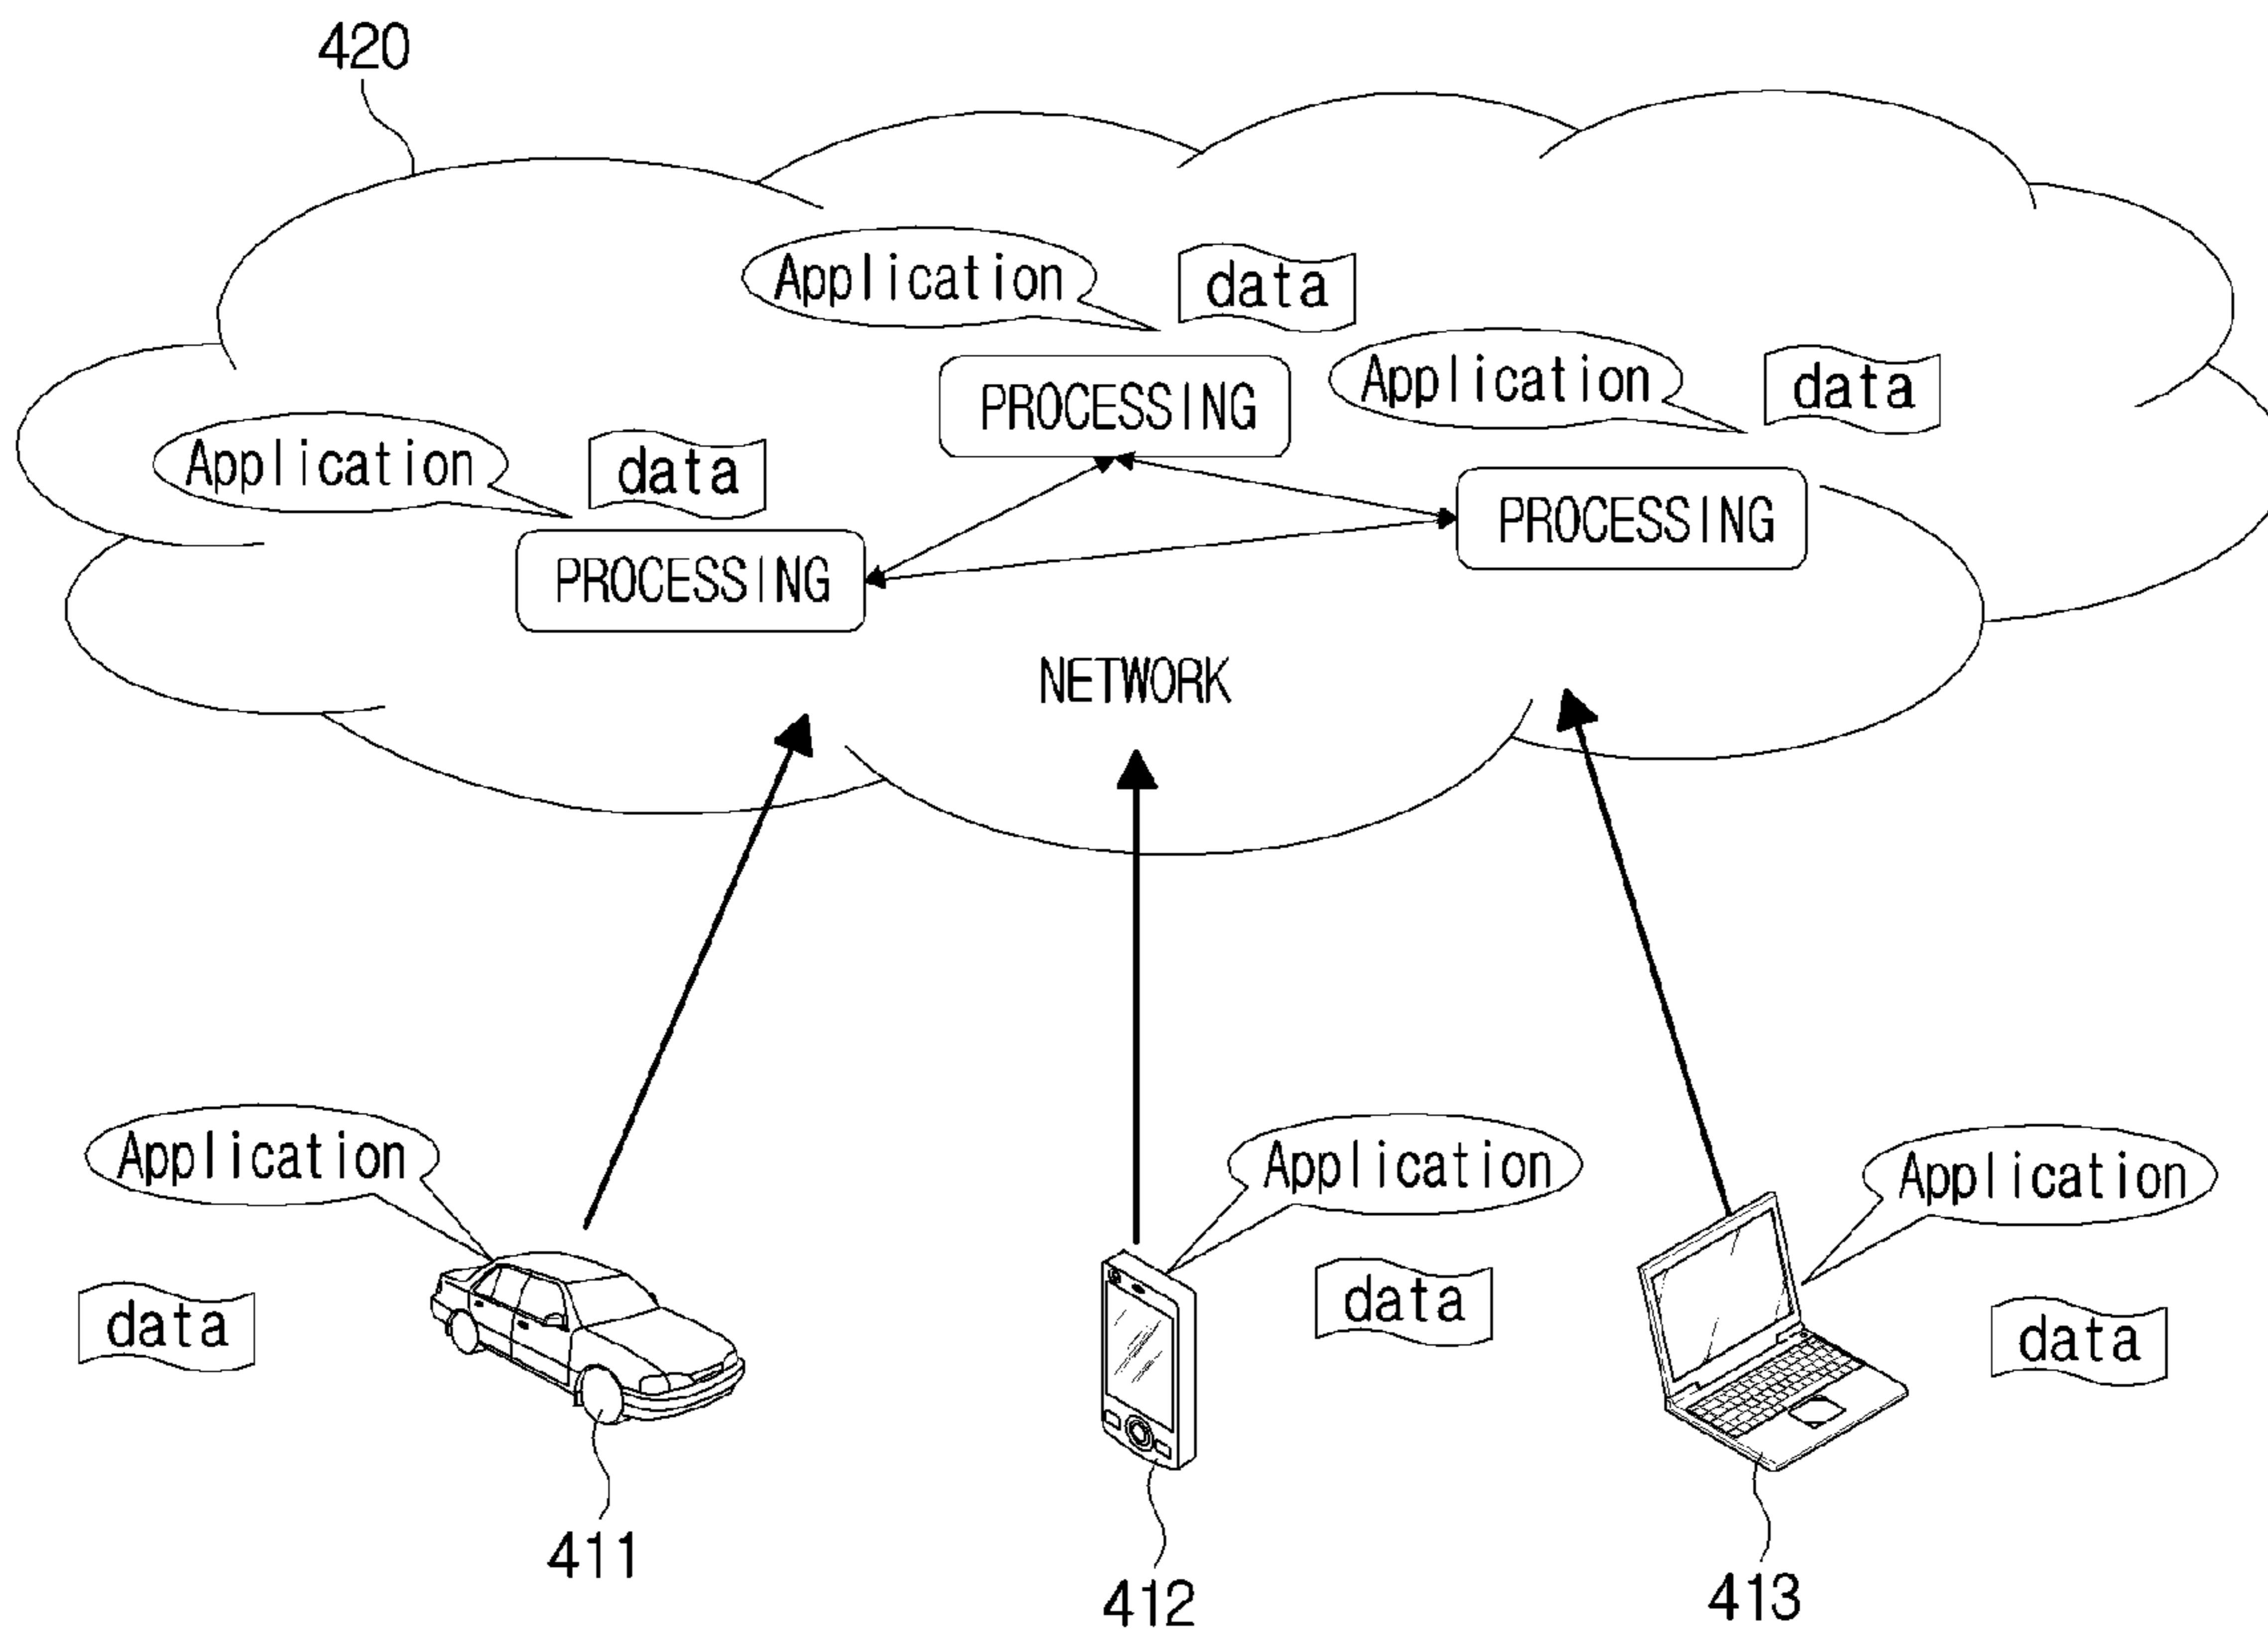 420
Application
data
Application
data
PROCESSING
Application
data
PROCESSING
PROCESSING
NETWORK
Application
Application
Application
data
data
data
411
412
413